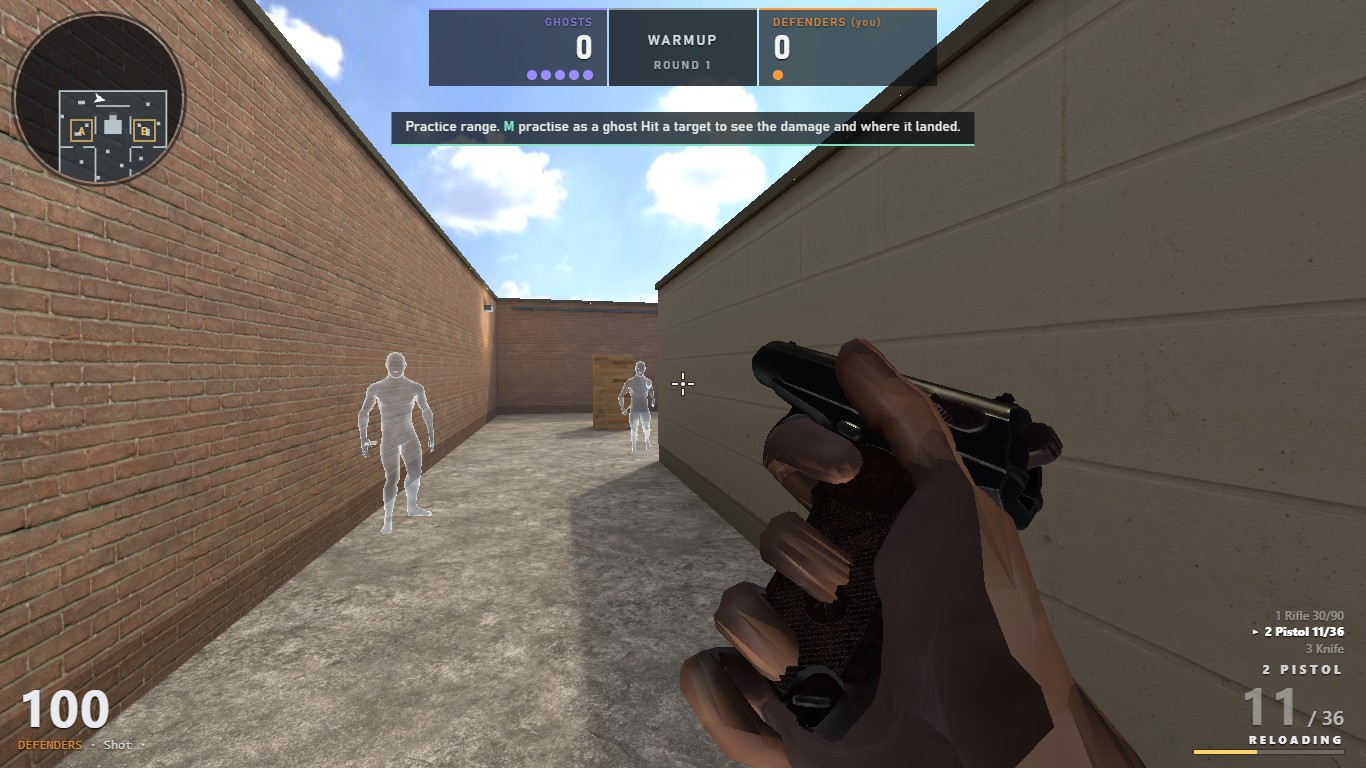 GHOSTS
0
WARMUP
ROUND 1
DEFENDERS (you)
0
Practice range. M practise as a ghost Hit a target to see the damage and where it landed.
A
B
1 Rifle 30/90
▸ 2 Pistol 11/36
3 Knife
2 PISTOL
11 / 36
RELOADING
100
DEFENDERS · Shot ·